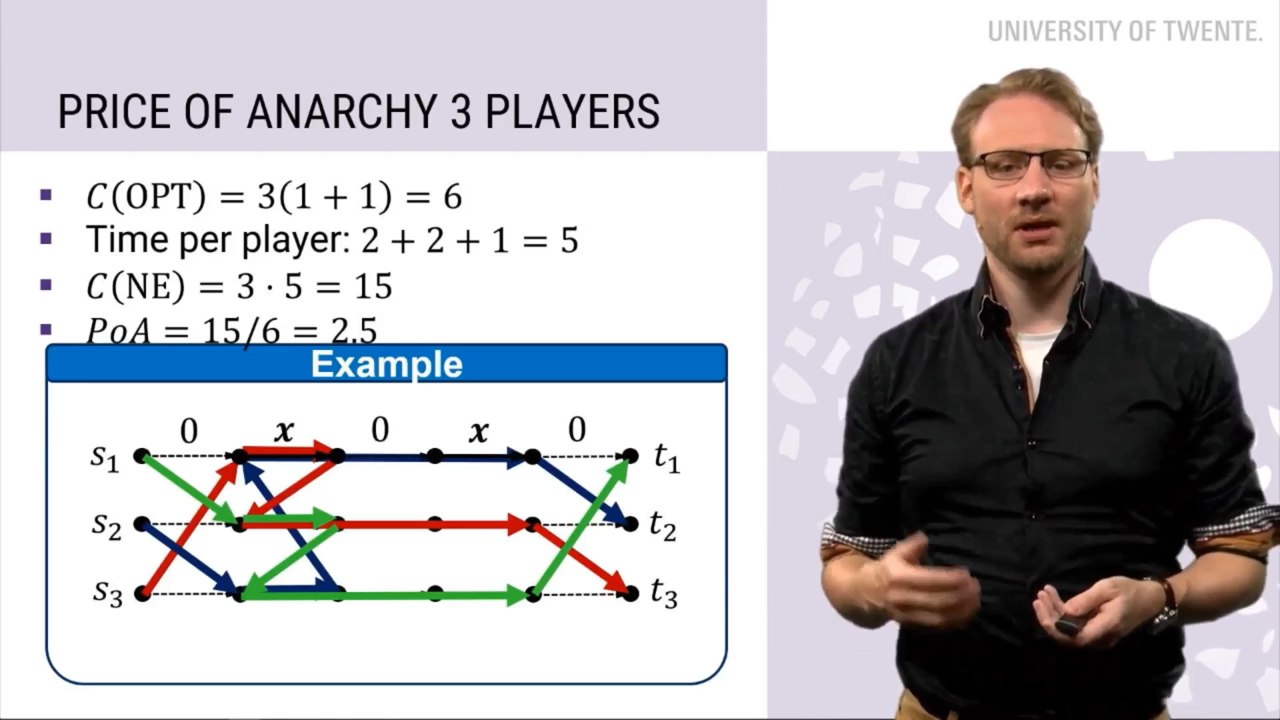 UNIVERSITY OF TWENTE.
PRICE OF ANARCHY 3 PLAYERS
▪ C(OPT) = 3(1 + 1) = 6
▪ Time per player: 2 + 2 + 1 = 5
▪ C(NE) = 3 · 5 = 15
▪ PoA = 15/6 = 2.5
Example
0 x 0 x 0
s₁ t₁
s₂ t₂
s₃ t₃